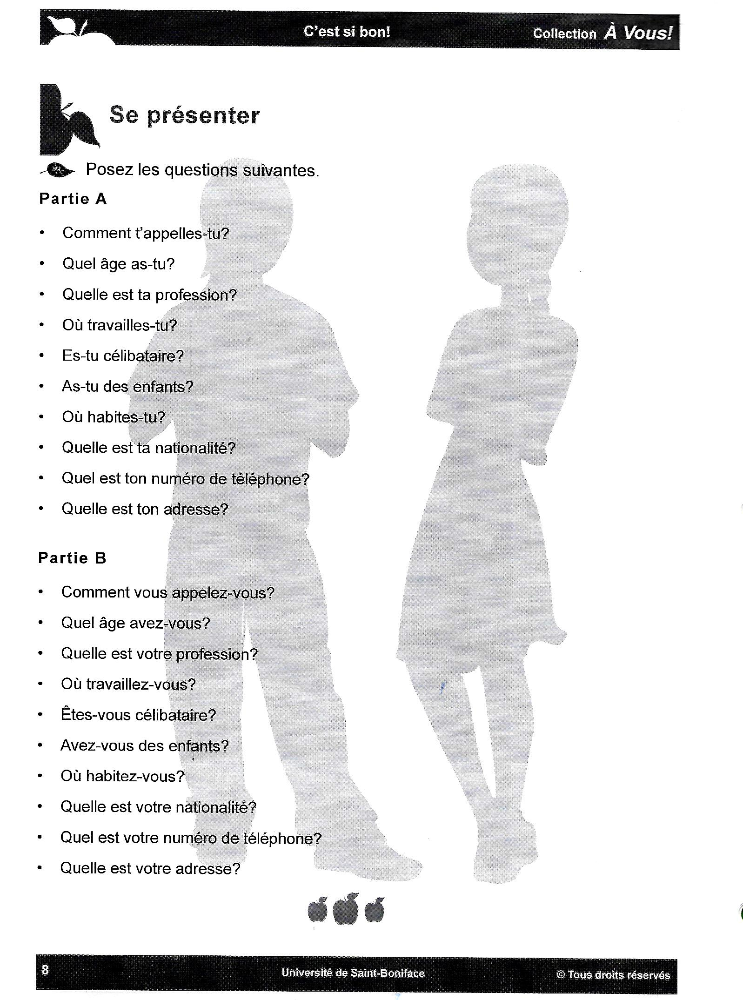 C'est si bon!
Collection À Vous!
Se présenter
Posez les questions suivantes.
Partie A
• Comment t'appelles-tu?
• Quel âge as-tu?
• Quelle est ta profession?
• Où travailles-tu?
• Es-tu célibataire?
• As-tu des enfants?
• Où habites-tu?
• Quelle est ta nationalité?
• Quel est ton numéro de téléphone?
• Quelle est ton adresse?
Partie B
• Comment vous appelez-vous?
• Quel âge avez-vous?
• Quelle est votre profession?
• Où travaillez-vous?
• Êtes-vous célibataire?
• Avez-vous des enfants?
• Où habitez-vous?
• Quelle est votre nationalité?
• Quel est votre numéro de téléphone?
• Quelle est votre adresse?
8
Université de Saint-Boniface
© Tous droits réservés